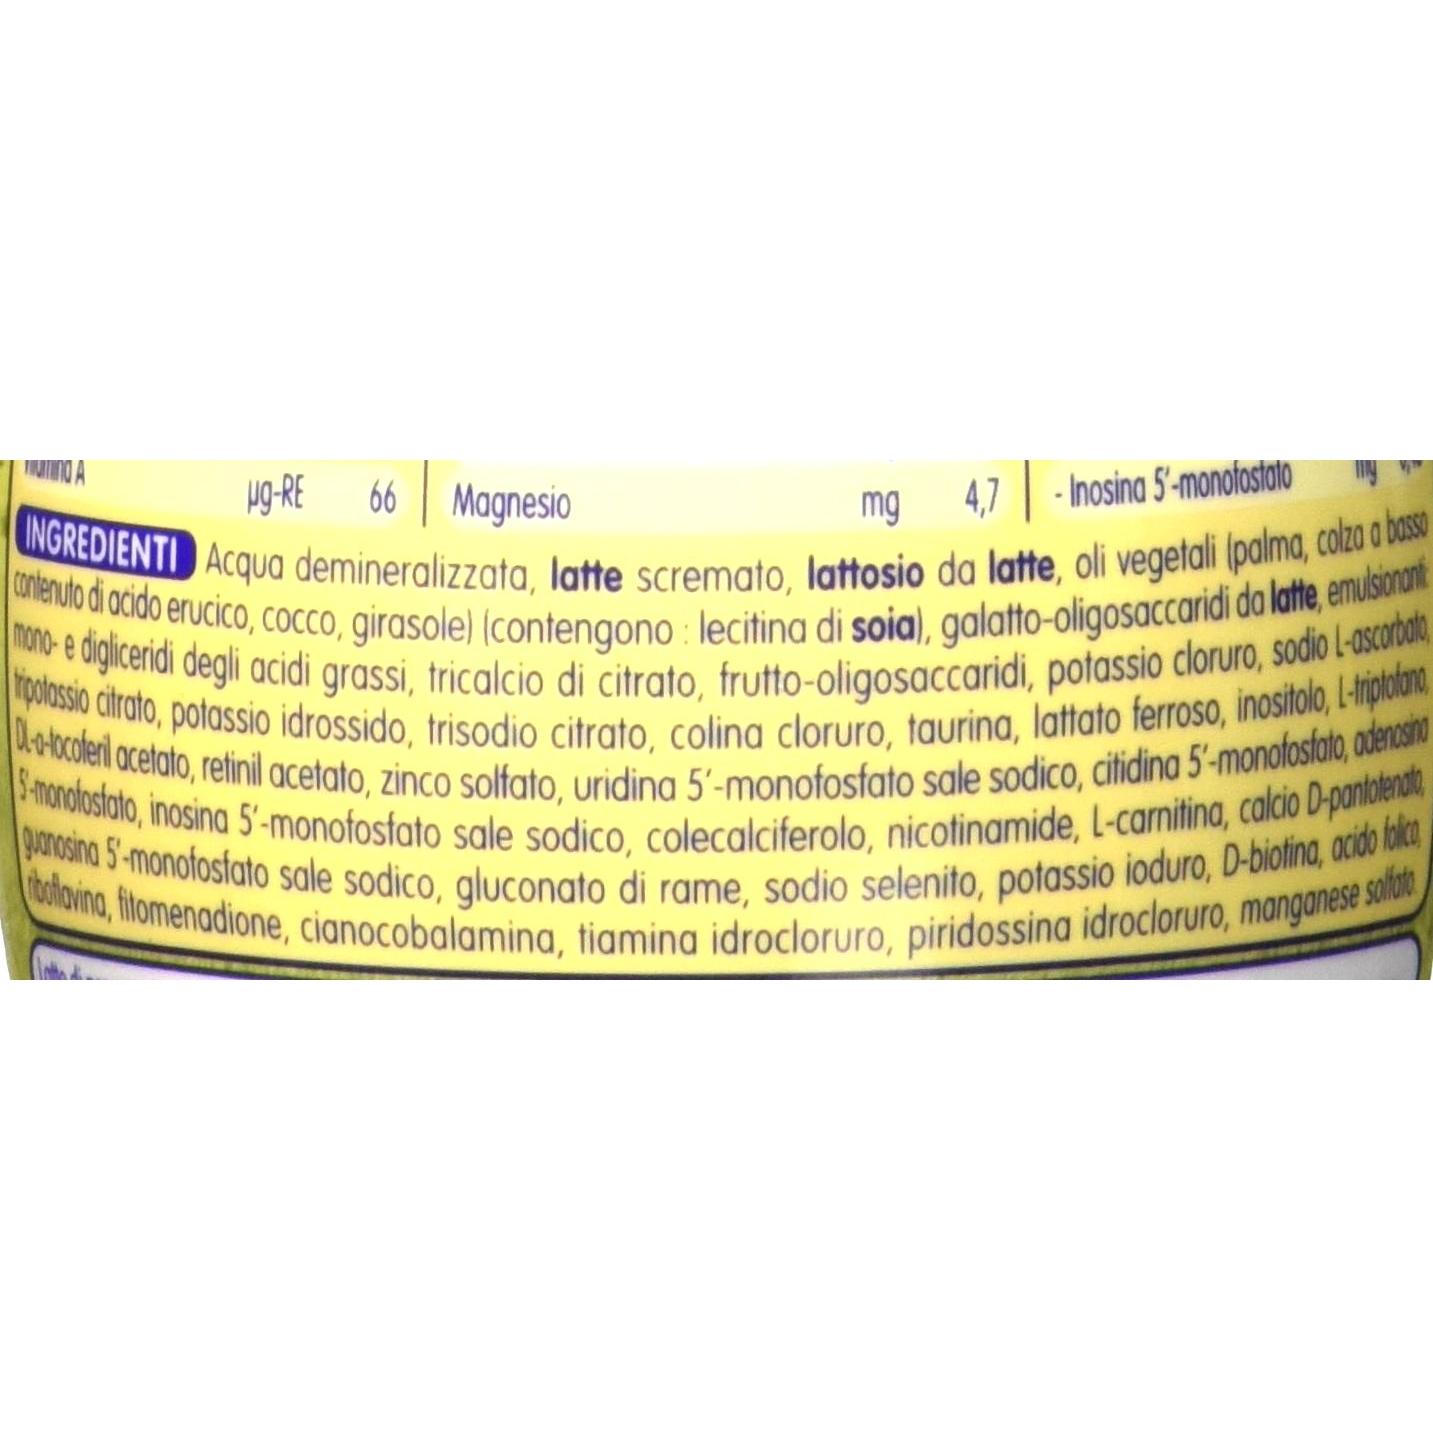 Vitamina A µg-RE 66 Magnesio mg 4,7 - Inosina 5'-monofosfato mg
INGREDIENTI Acqua demineralizzata, latte scremato, lattosio da latte, oli vegetali (palma, colza a basso
contenuto di acido erucico, cocco, girasole) (contengono : lecitina di soia), galatto-oligosaccaridi da latte, emulsionanti:
mono- e digliceridi degli acidi grassi, tricalcio di citrato, frutto-oligosaccaridi, potassio cloruro, sodio L-ascorbato,
tripotassio citrato, potassio idrossido, trisodio citrato, colina cloruro, taurina, lattato ferroso, inositolo, L-triptofano,
DL-α-tocoferil acetato, retinil acetato, zinco solfato, uridina 5'-monofosfato sale sodico, citidina 5'-monofosfato, adenosina
5'-monofosfato, inosina 5'-monofosfato sale sodico, colecalciferolo, nicotinamide, L-carnitina, calcio D-pantotenato,
guanosina 5'-monofosfato sale sodico, gluconato di rame, sodio selenito, potassio ioduro, D-biotina, acido folico,
riboflavina, fitomenadione, cianocobalamina, tiamina idrocloruro, piridossina idrocloruro, manganese solfato.